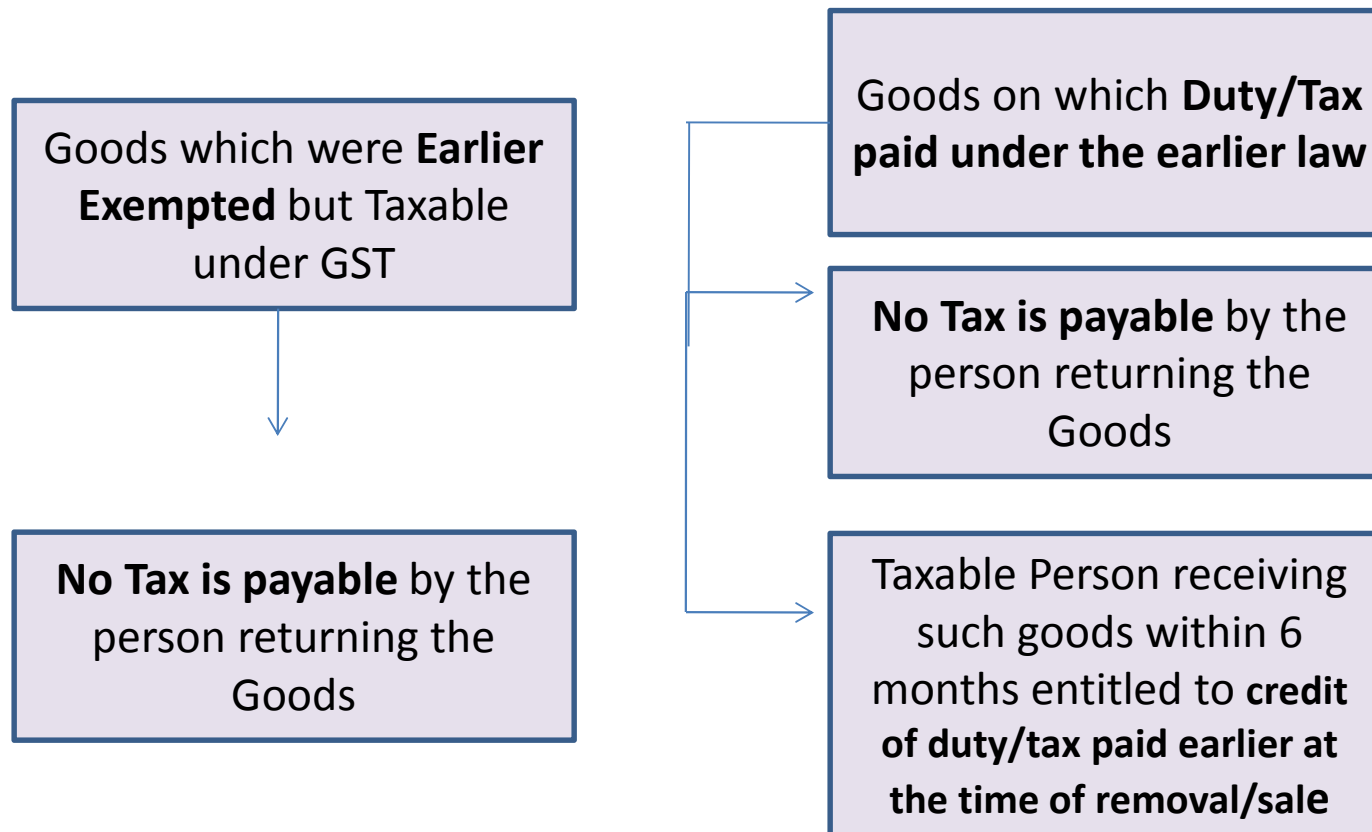 Goods which were Earlier
Exempted but Taxable
under GST
No Tax is payable by the
person returning the
Goods
Goods on which Duty/Tax
paid under the earlier law
No Tax is payable by the
person returning the
Goods
Taxable Person receiving
such goods within 6
months entitled to credit
of duty/tax paid earlier at
the time of removal/sale